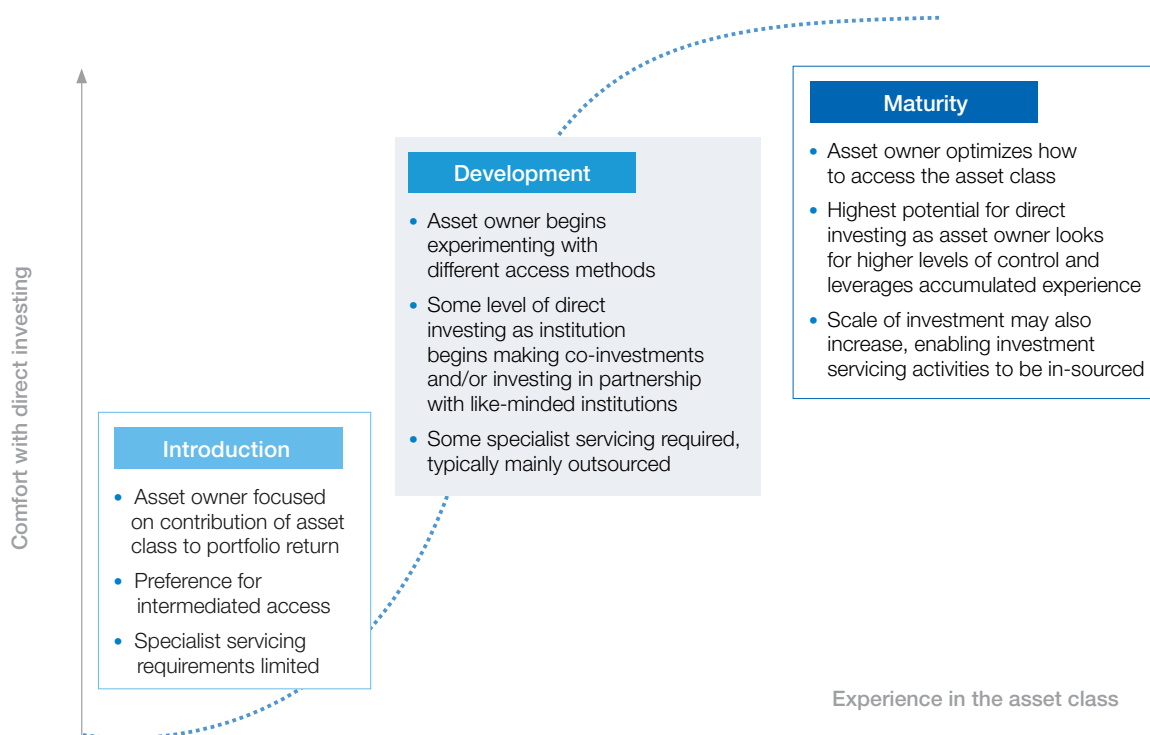 Maturity
• Asset owner optimizes how
to access the asset class
• Highest potential for direct
investing as asset owner looks
for higher levels of control and
leverages accumulated experience
• Scale of investment may also
increase, enabling investment
servicing activities to be in-sourced
Development
• Asset owner begins
experimenting with
different access methods
• Some level of direct
investing as institution
begins making co-investments
and/or investing in partnership
with like-minded institutions
• Some specialist servicing required,
typically mainly outsourced
Introduction
• Asset owner focused
on contribution of asset
class to portfolio return
• Preference for
intermediated access
• Specialist servicing
requirements limited
Comfort with direct investing
Experience in the asset class